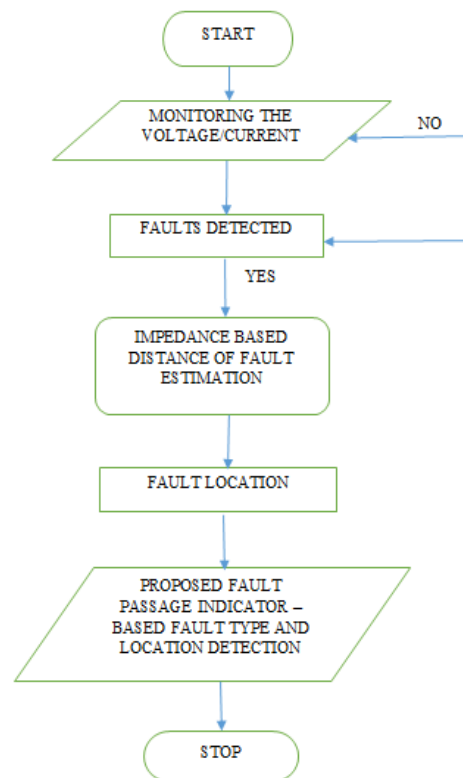 START
MONITORING THE
VOLTAGE/CURRENT
NO
FAULTS DETECTED
YES
IMPEDANCE BASED
DISTANCE OF FAULT
ESTIMATION
FAULT LOCATION
PROPOSED FAULT
PASSAGE INDICATOR –
BASED FAULT TYPE AND
LOCATION DETECTION
STOP